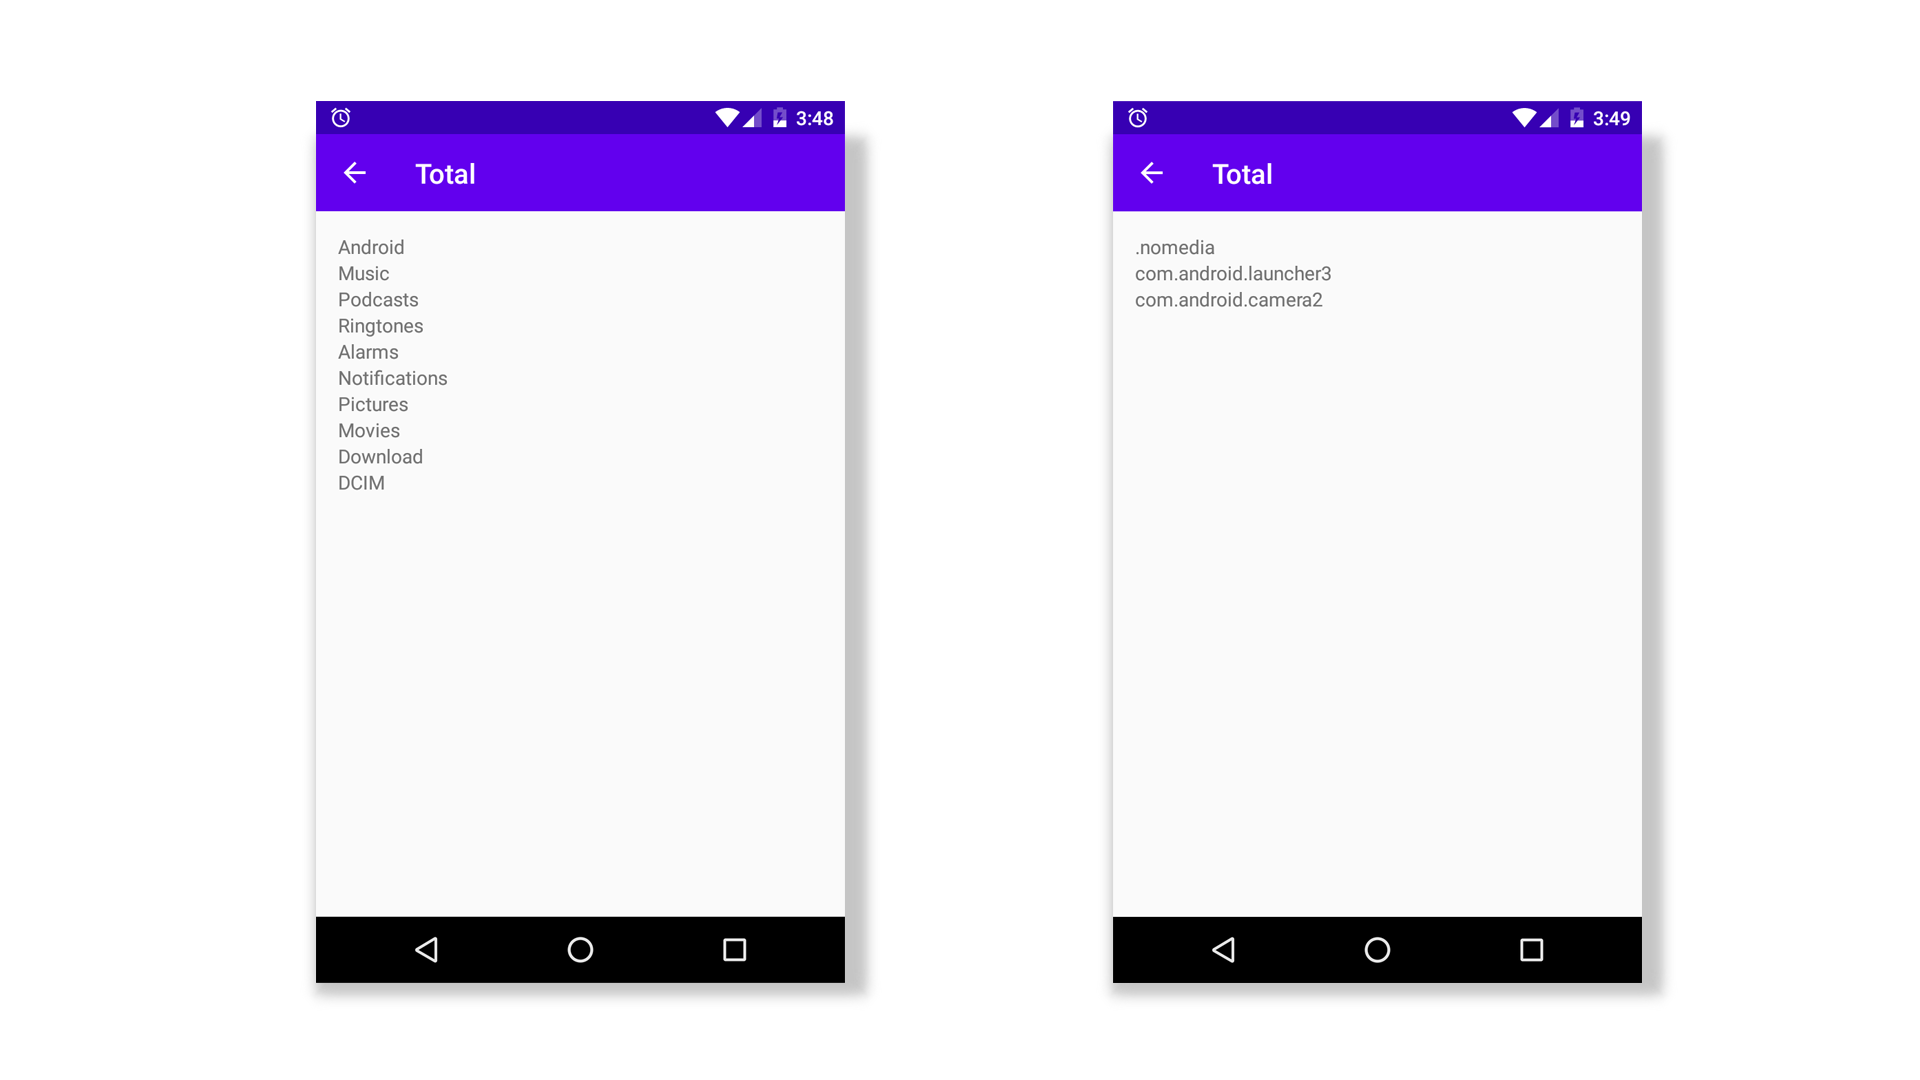 3:48
Total
Android
Music
Podcasts
Ringtones
Alarms
Notifications
Pictures
Movies
Download
DCIM
3:49
Total
.nomedia
com.android.launcher3
com.android.camera2